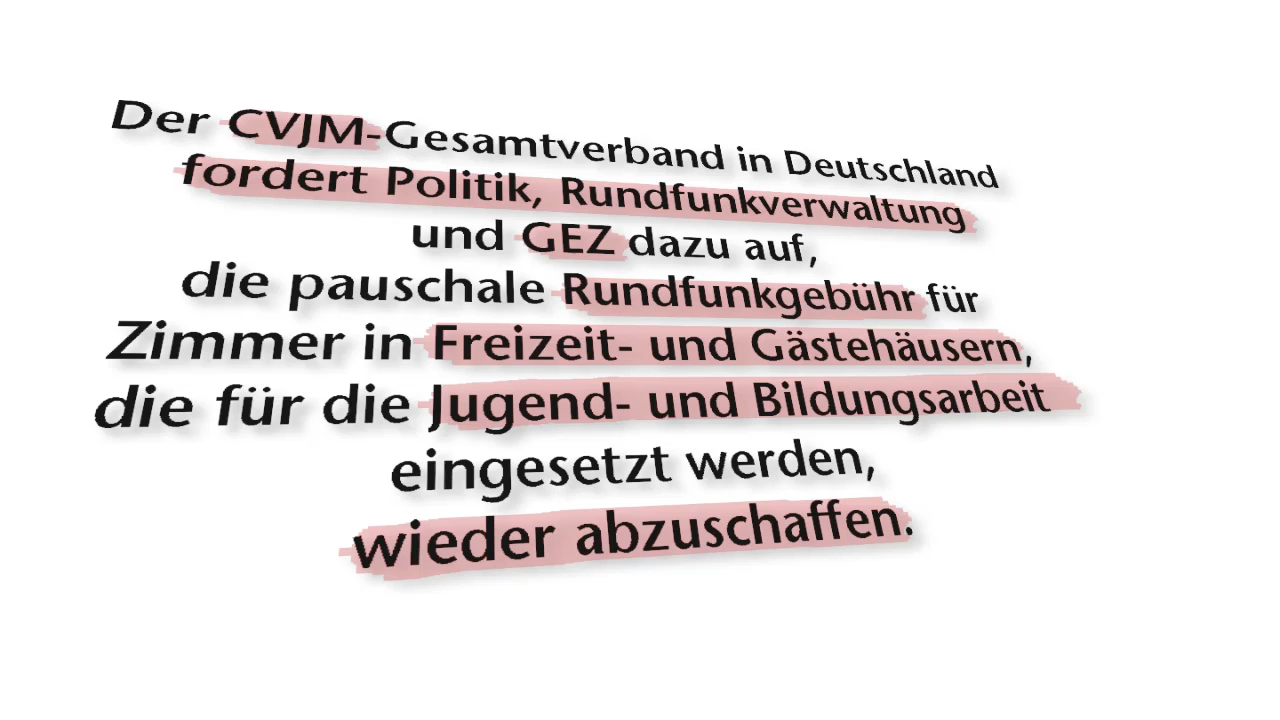 Der CVJM-Gesamtverband in Deutschland
fordert Politik, Rundfunkverwaltung
und GEZ dazu auf,
die pauschale Rundfunkgebühr für
Zimmer in Freizeit- und Gästehäusern,
die für die Jugend- und Bildungsarbeit
eingesetzt werden,
wieder abzuschaffen.